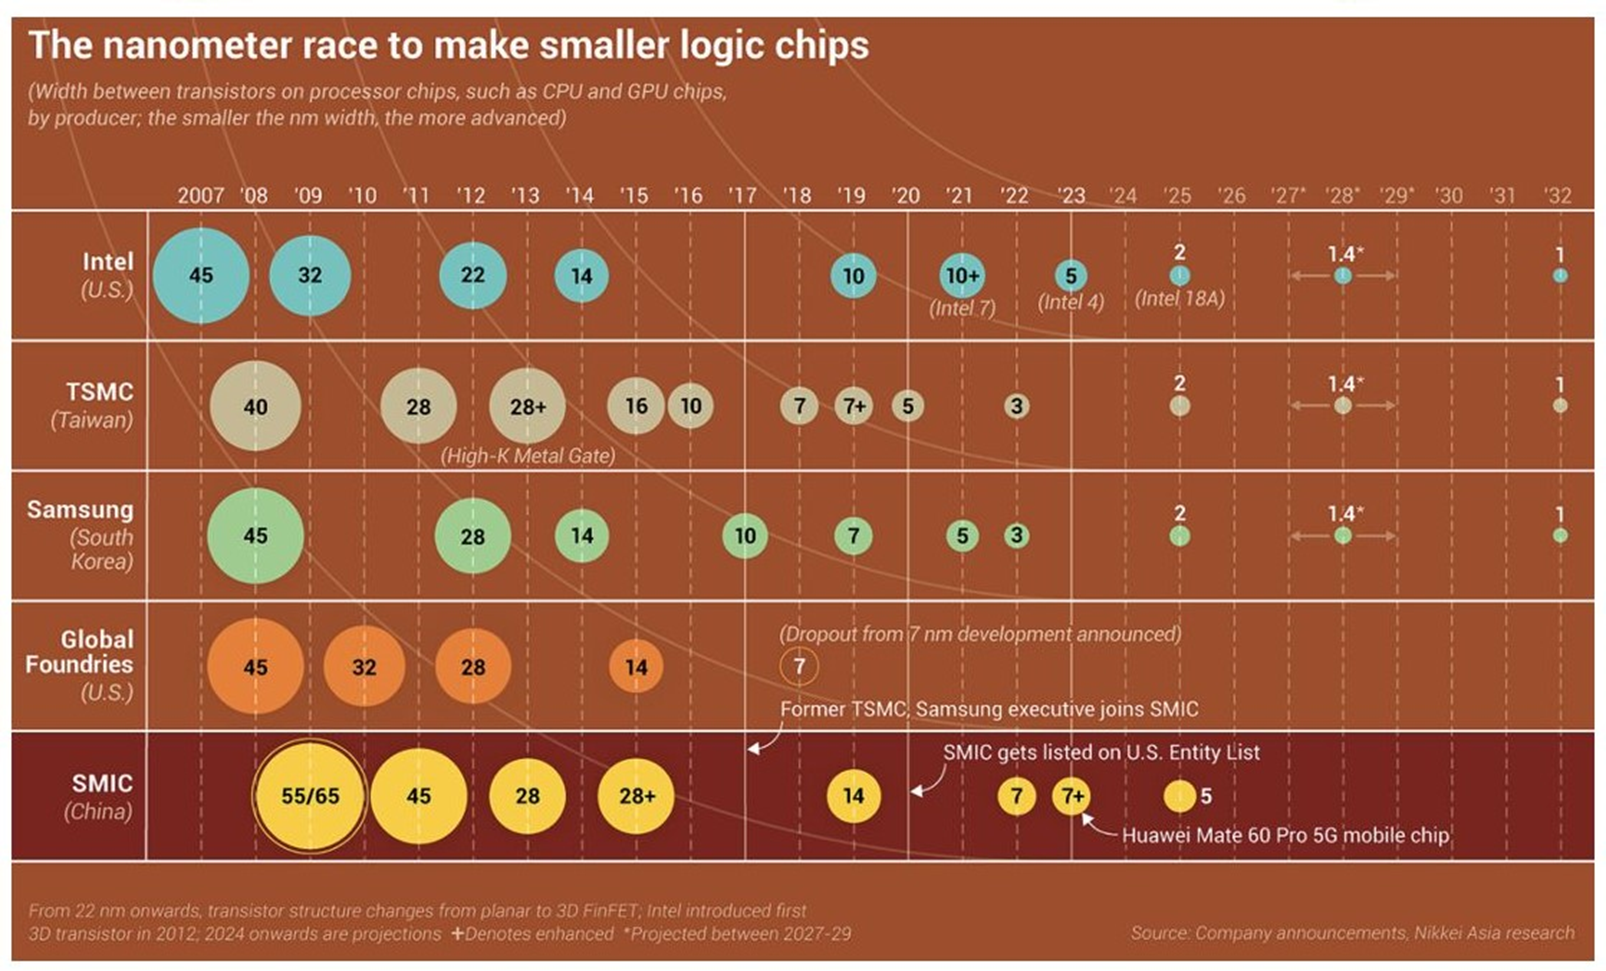 The nanometer race to make smaller logic chips
(Width between transistors on processor chips, such as CPU and GPU chips,
by producer; the smaller the nm width, the more advanced)
2007 '08 '09 '10 '11 '12 '13 '14 '15 '16 '17 '18 '19 '20 '21 '22 '23 '24 '25 '26 '27* '28* '29* '30 '31 '32
Intel
(U.S.)
45 32 22 14 10 10+ 5 2 1.4* 1
(Intel 7) (Intel 4) (Intel 18A)
TSMC
(Taiwan)
40 28 28+ 16 10 7 7+ 5 3 2 1.4* 1
(High-K Metal Gate)
Samsung
(South
Korea)
45 28 14 10 7 5 3 2 1.4* 1
Global
Foundries
(U.S.)
45 32 28 14 7
(Dropout from 7 nm development announced)
Former TSMC, Samsung executive joins SMIC
SMIC
(China)
SMIC gets listed on U.S. Entity List
55/65 45 28 28+ 14 7 7+ 5
Huawei Mate 60 Pro 5G mobile chip
From 22 nm onwards, transistor structure changes from planar to 3D FinFET; Intel introduced first
3D transistor in 2012; 2024 onwards are projections +Denotes enhanced *Projected between 2027-29
Source: Company announcements, Nikkei Asia research